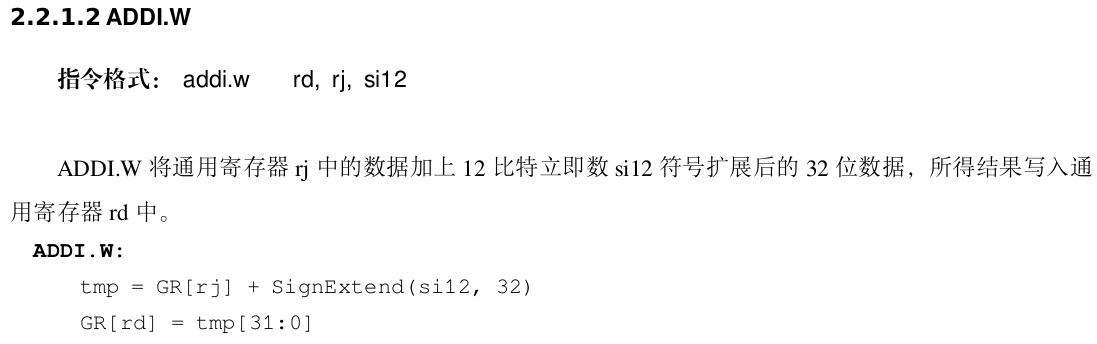 2.2.1.2 ADDI.W
指令格式： addi.w rd, rj, si12
ADDI.W 将通用寄存器 rj 中的数据加上 12 比特立即数 si12 符号扩展后的 32 位数据，所得结果写入通
用寄存器 rd 中。
ADDI.W:
tmp = GR[rj] + SignExtend(si12, 32)
GR[rd] = tmp[31:0]